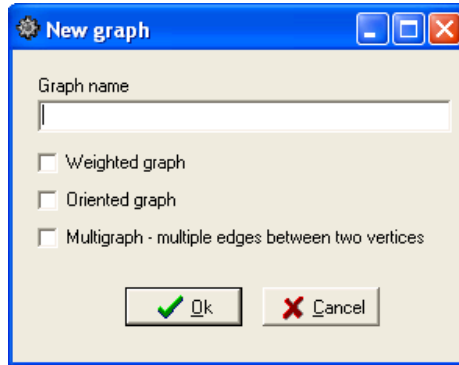 New graph
Graph name
Weighted graph
Oriented graph
Multigraph - multiple edges between two vertices
Ok
Cancel